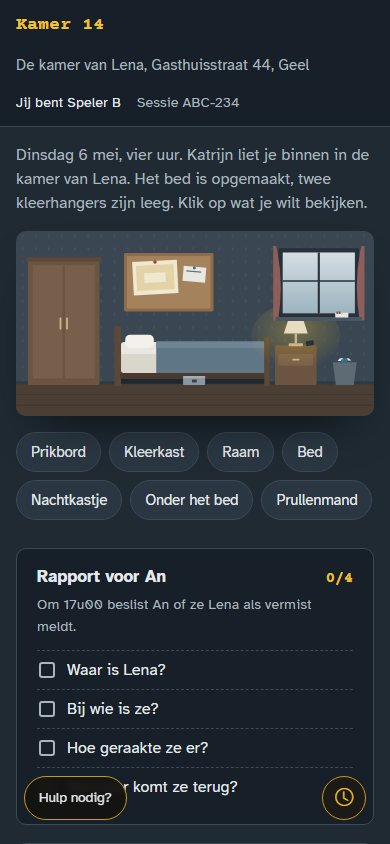 Kamer 14
De kamer van Lena, Gasthuisstraat 44, Geel
Jij bent Speler B Sessie ABC-234
Dinsdag 6 mei, vier uur. Katrijn liet je binnen in de
kamer van Lena. Het bed is opgemaakt, twee
kleerhangers zijn leeg. Klik op wat je wilt bekijken.
Prikbord Kleerkast Raam Bed
Nachtkastje Onder het bed Prullenmand
Rapport voor An 0/4
Om 17u00 beslist An of ze Lena als vermist
meldt.
Waar is Lena?
Bij wie is ze?
Hoe geraakte ze er?
komt ze terug?
Hulp nodig?